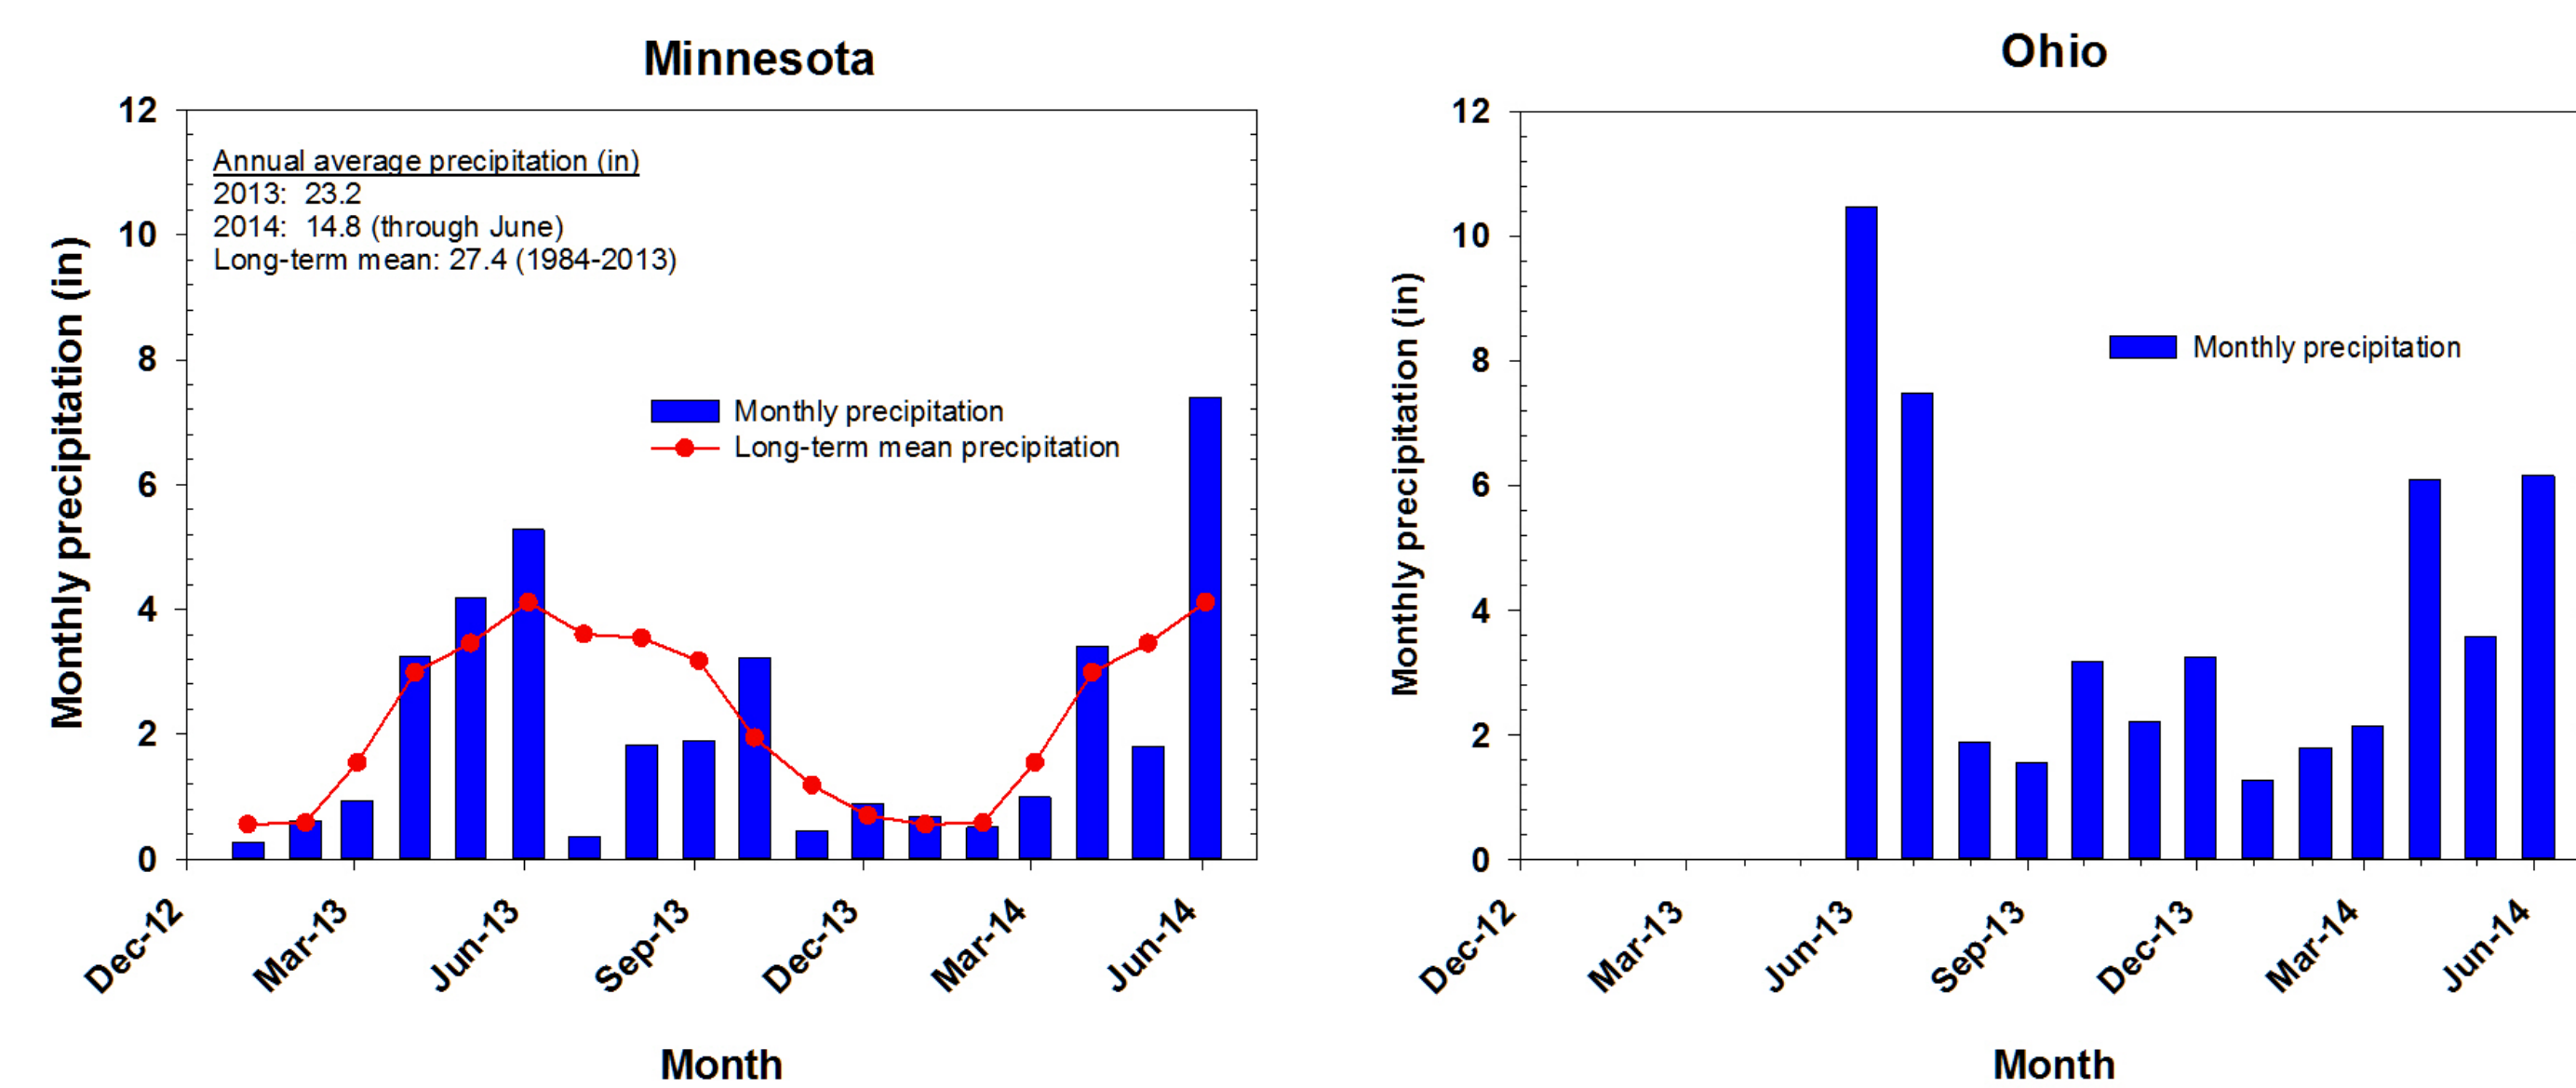 Minnesota
Monthly precipitation (in)
12
10
8
6
4
2
0
Annual average precipitation (in)
2013: 23.2
2014: 14.8 (through June)
Long-term mean: 27.4 (1984-2013)
Monthly precipitation
Long-term mean precipitation
Dec-12
Mar-13
Jun-13
Sep-13
Dec-13
Mar-14
Jun-14
Month
Ohio
Monthly precipitation (in)
12
10
8
6
4
2
0
Monthly precipitation
Dec-12
Mar-13
Jun-13
Sep-13
Dec-13
Mar-14
Jun-14
Month